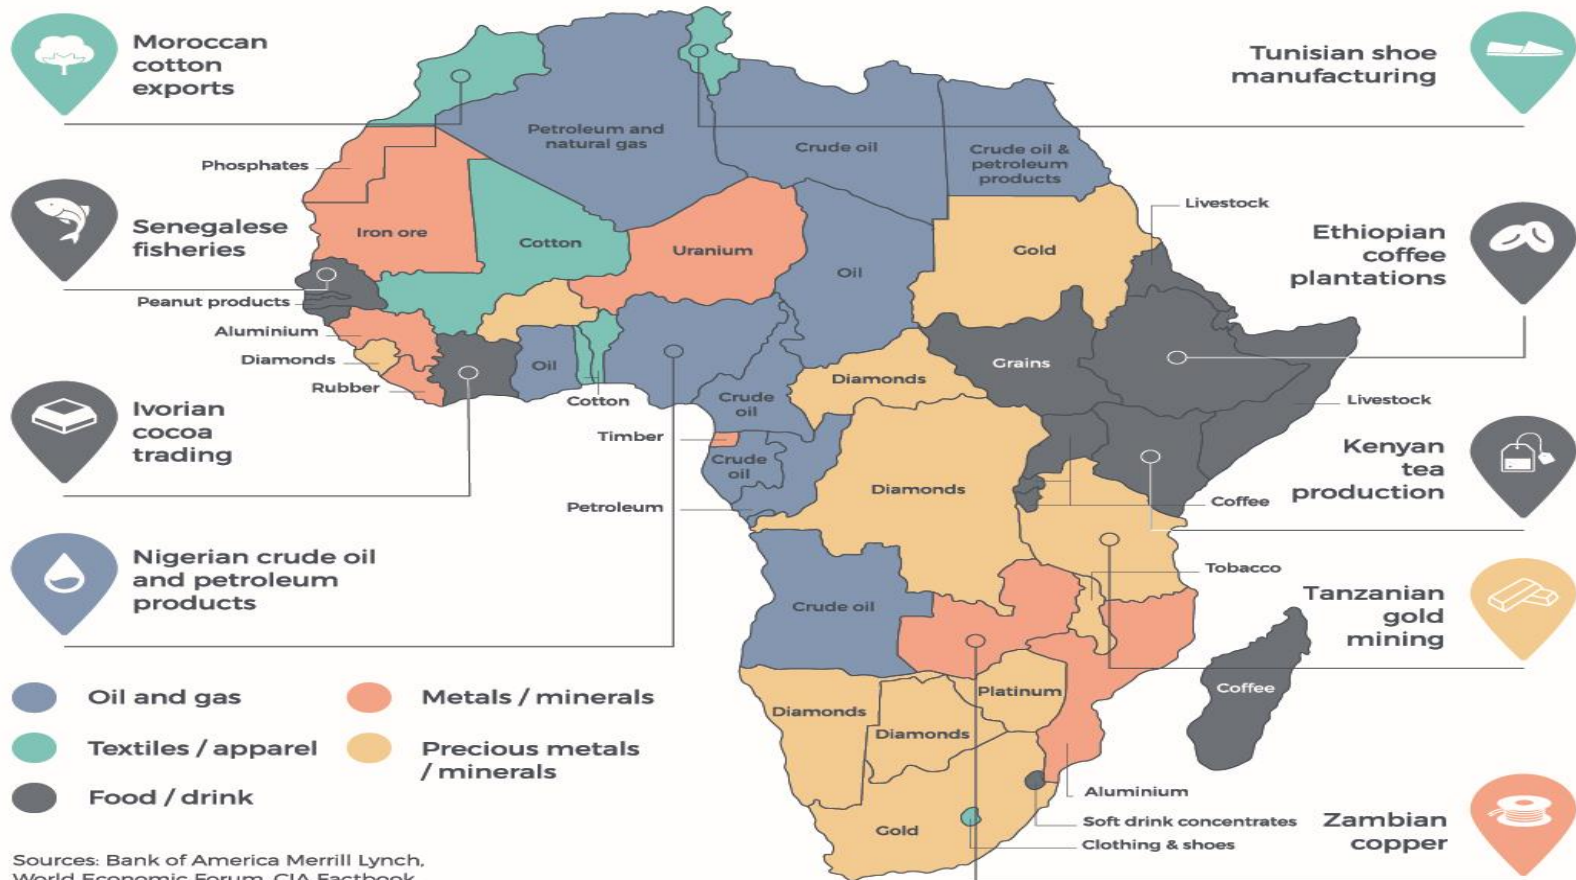 Moroccan
cotton
exports
Tunisian shoe
manufacturing
Petroleum and
natural gas
Crude oil
Crude oil &
petroleum
products
Phosphates
Senegalese
fisheries
Iron ore
Cotton
Uranium
Oil
Gold
Livestock
Ethiopian
coffee
plantations
Peanut products
Aluminium
Diamonds
Rubber
Oil
Cotton
Grains
Diamonds
Livestock
Ivorian
cocoa
trading
Crude
oil
Timber
Crude
oil
Petroleum
Diamonds
Coffee
Kenyan
tea
production
Nigerian crude oil
and petroleum
products
Crude oil
Tobacco
Tanzanian
gold
mining
Coffee
Platinum
Diamonds
Diamonds
Gold
Aluminium
Soft drink concentrates
Clothing & shoes
Zambian
copper
Oil and gas
Metals / minerals
Textiles / apparel
Precious metals
/ minerals
Food / drink
Sources: Bank of America Merrill Lynch,
World Economic Forum, CIA Factbook